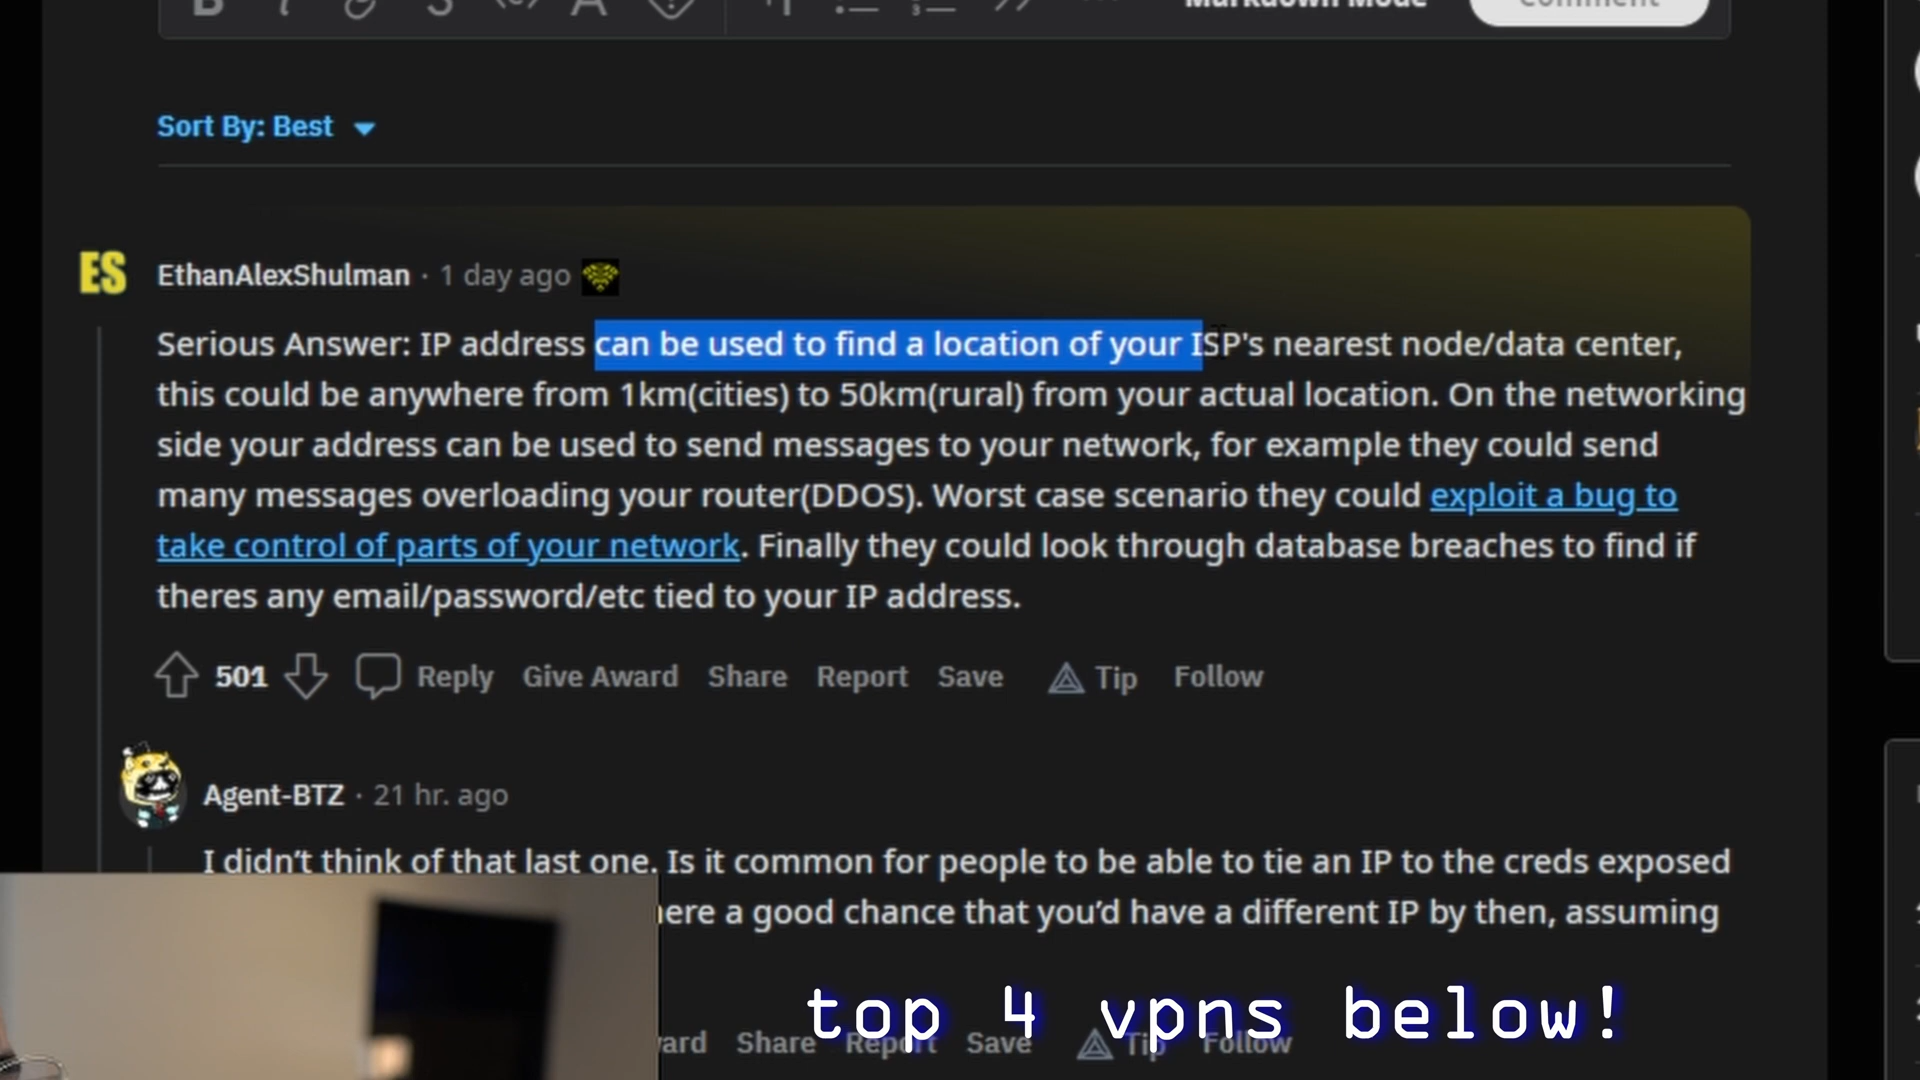 Markdown Mode Comment
Sort By: Best
ES EthanAlexShulman · 1 day ago
Serious Answer: IP address can be used to find a location of your ISP's nearest node/data center,
this could be anywhere from 1km(cities) to 50km(rural) from your actual location. On the networking
side your address can be used to send messages to your network, for example they could send
many messages overloading your router(DDOS). Worst case scenario they could exploit a bug to
take control of parts of your network. Finally they could look through database breaches to find if
theres any email/password/etc tied to your IP address.
501 Reply Give Award Share Report Save Tip Follow
Agent-BTZ · 21 hr. ago
I didn't think of that last one. Is it common for people to be able to tie an IP to the creds exposed
a good chance that you'd have a different IP by then, assuming
top 4 vpns below!
Share Report Save Tip Follow